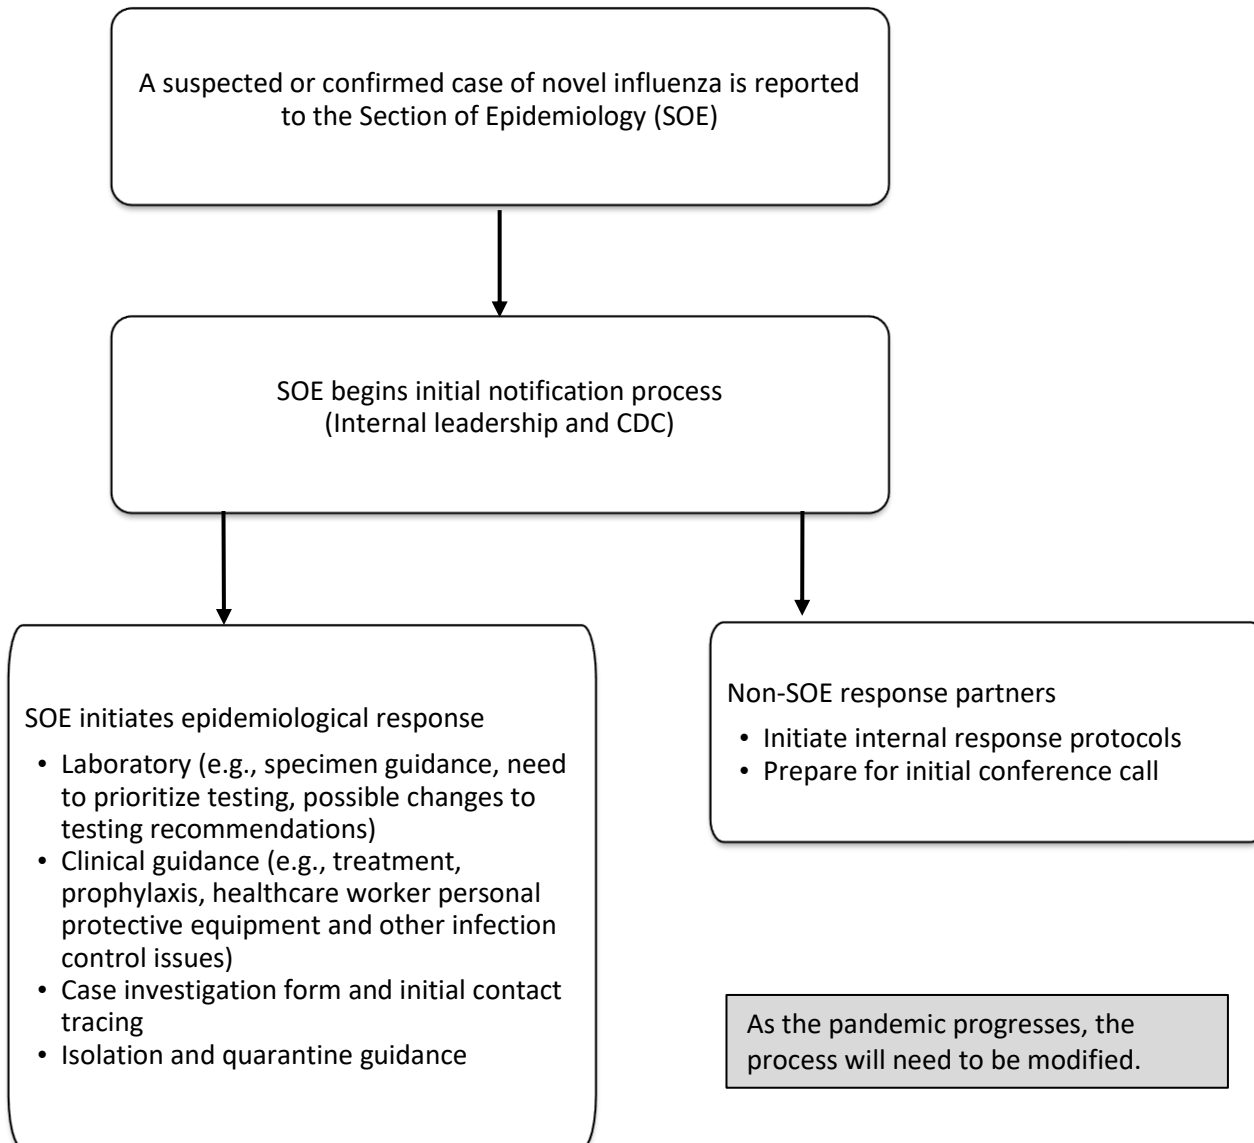 A suspected or confirmed case of novel influenza is reported
to the Section of Epidemiology (SOE)
SOE begins initial notification process
(Internal leadership and CDC)
SOE initiates epidemiological response
• Laboratory (e.g., specimen guidance, need
to prioritize testing, possible changes to
testing recommendations)
• Clinical guidance (e.g., treatment,
prophylaxis, healthcare worker personal
protective equipment and other infection
control issues)
• Case investigation form and initial contact
tracing
• Isolation and quarantine guidance
Non-SOE response partners
• Initiate internal response protocols
• Prepare for initial conference call
As the pandemic progresses, the
process will need to be modified.